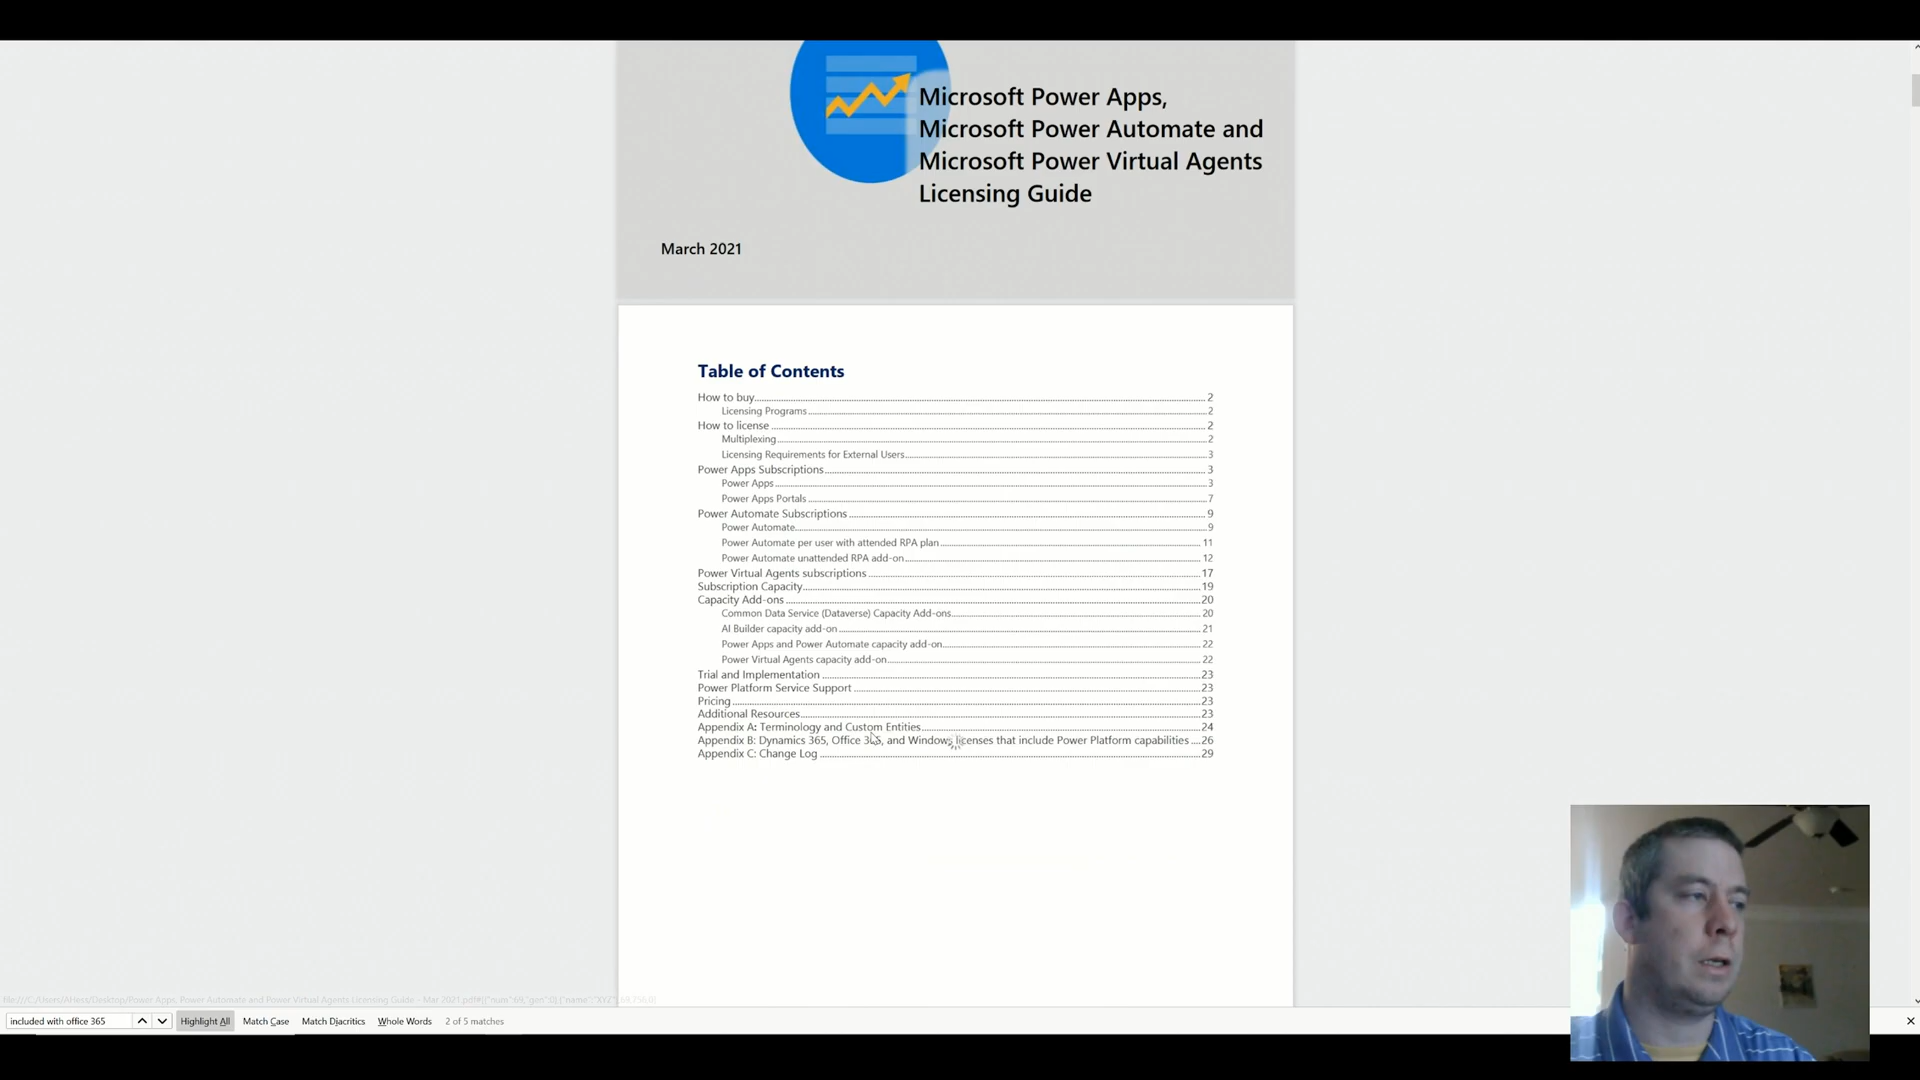 Microsoft Power Apps,
Microsoft Power Automate and
Microsoft Power Virtual Agents
Licensing Guide
March 2021
Table of Contents
How to buy 2
Licensing Programs 2
How to license 2
Multiplexing 2
Licensing Requirements for External Users 3
Power Apps Subscriptions 3
Power Apps 3
Power Apps Portals 7
Power Automate Subscriptions 9
Power Automate 9
Power Automate per user with attended RPA plan 11
Power Automate unattended RPA add-on 12
Power Virtual Agents subscriptions 17
Subscription Capacity 19
Capacity Add-ons 20
Common Data Service (Dataverse) Capacity Add-ons 20
AI Builder capacity add-on 21
Power Apps and Power Automate capacity add-on 22
Power Virtual Agents capacity add-on 22
Trial and Implementation 23
Power Platform Service Support 23
Pricing 23
Additional Resources 23
Appendix A: Terminology and Custom Entities 24
Appendix B: Dynamics 365, Office 365, and Windows licenses that include Power Platform capabilities 26
Appendix C: Change Log 29
included with office 365
Highlight All
Match Case
Match Diacritics
Whole Words
2 of 5 matches